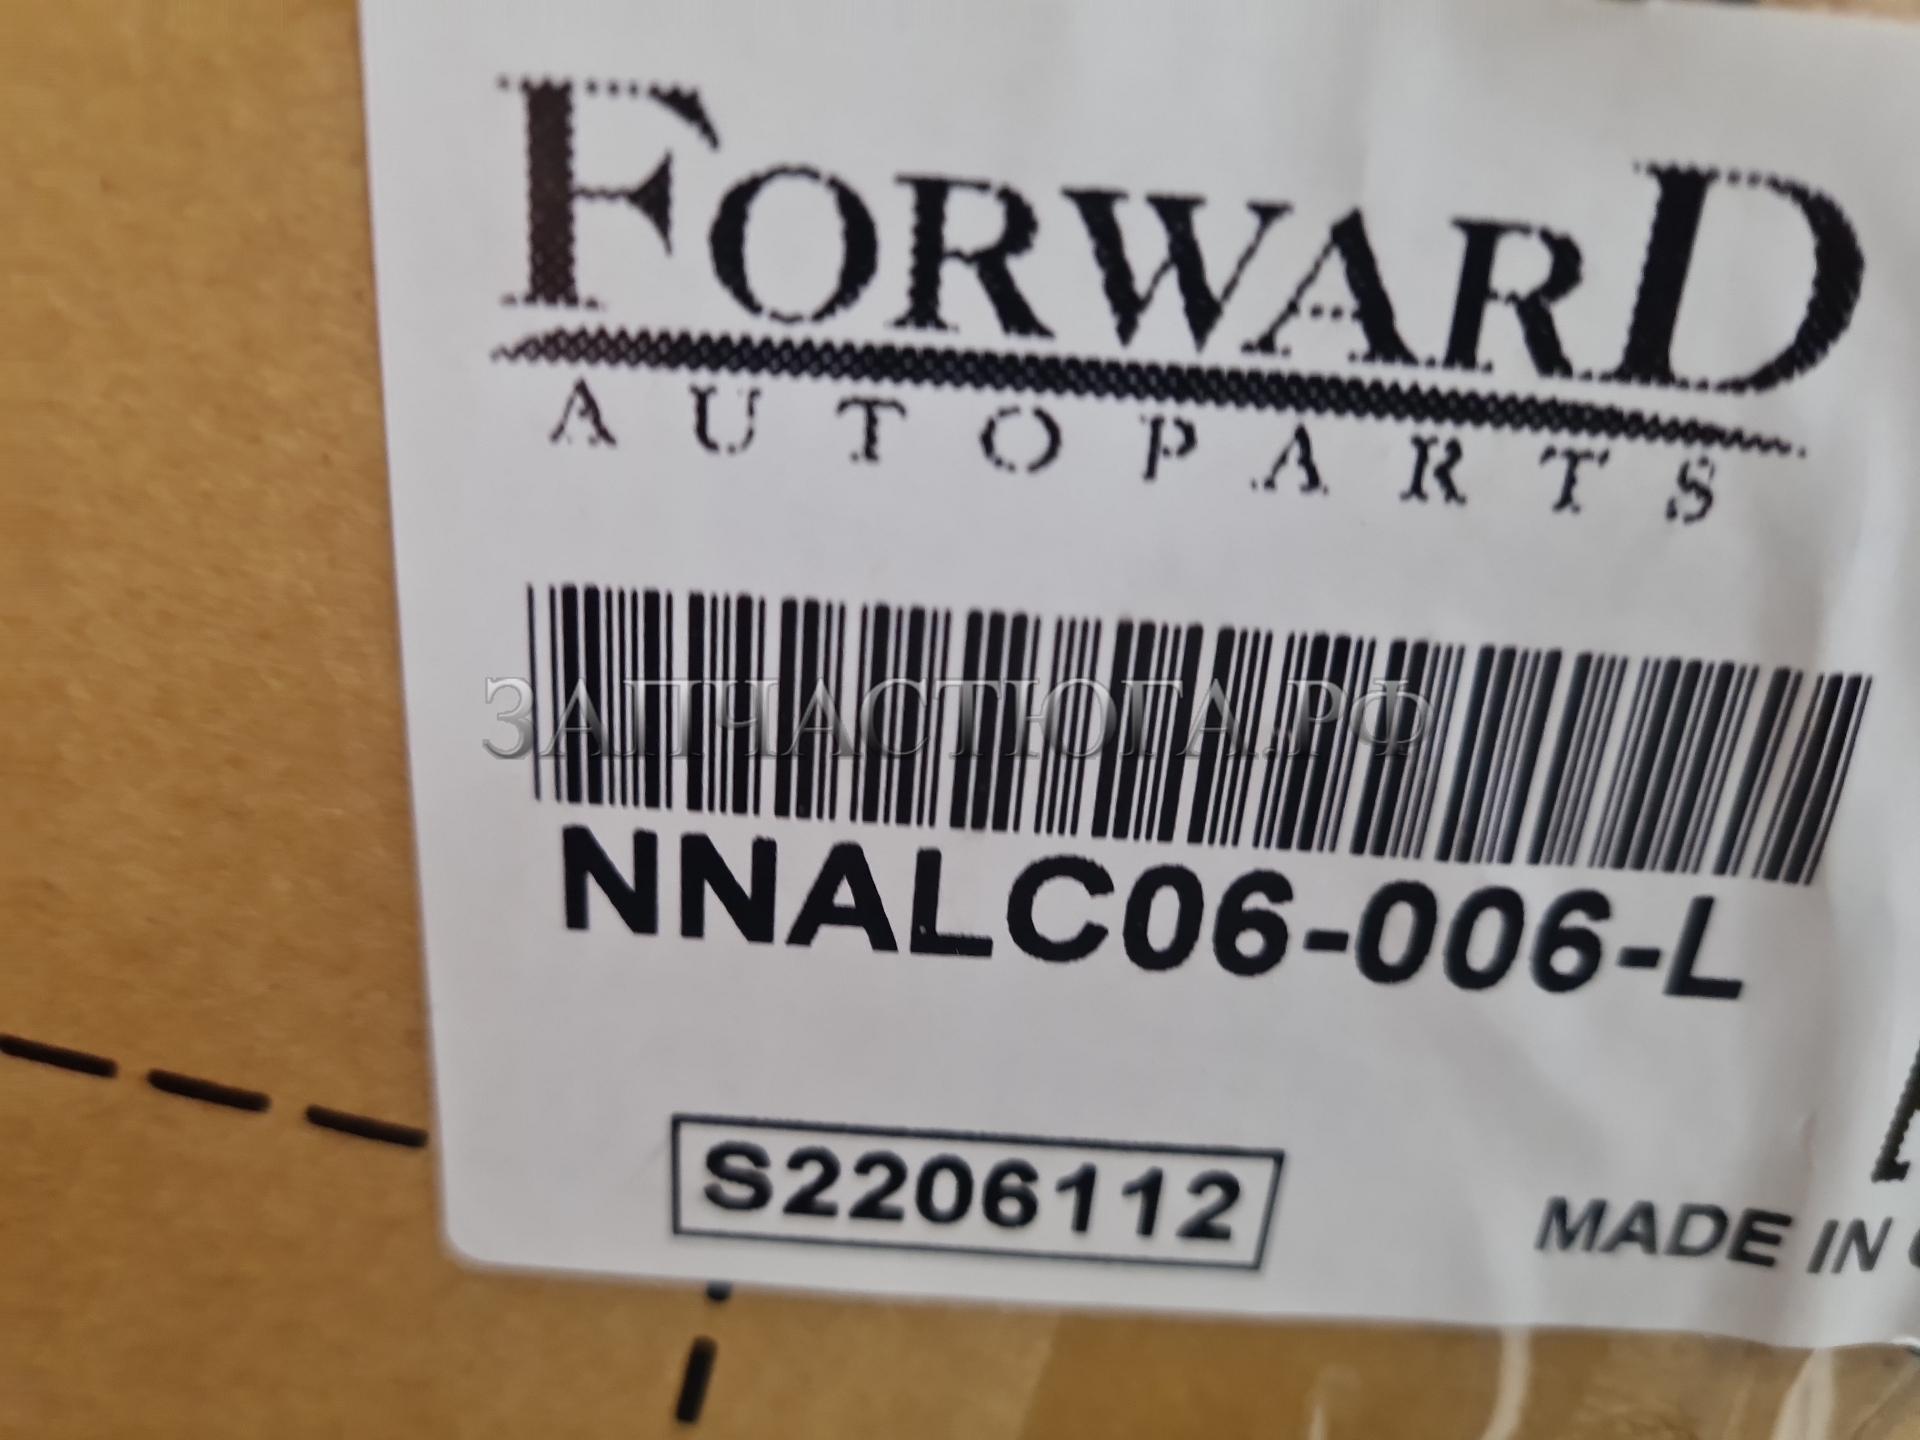 FORWARD
AUTOPARTS
ЗАПЧАСТЮГА.РФ
NNALC06-006-L
S2206112
MADE IN